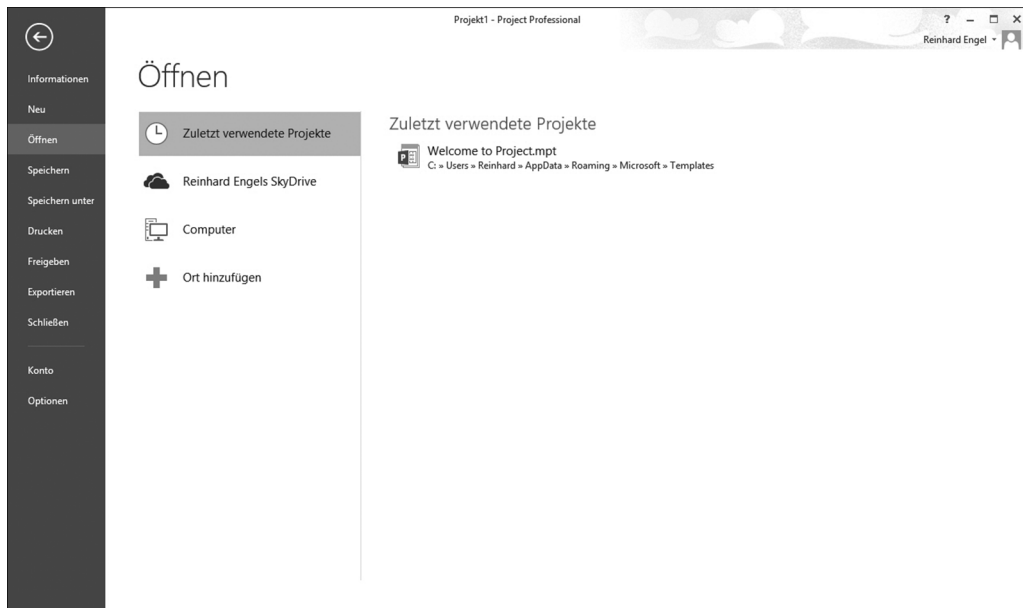 Projekt1 - Project Professional
?
Reinhard Engel
Informationen
Neu
Öffnen
Speichern
Speichern unter
Drucken
Freigeben
Exportieren
Schließen
Konto
Optionen
Öffnen
Zuletzt verwendete Projekte
Reinhard Engels SkyDrive
Computer
Ort hinzufügen
Zuletzt verwendete Projekte
Welcome to Project.mpt
C: » Users » Reinhard » AppData » Roaming » Microsoft » Templates